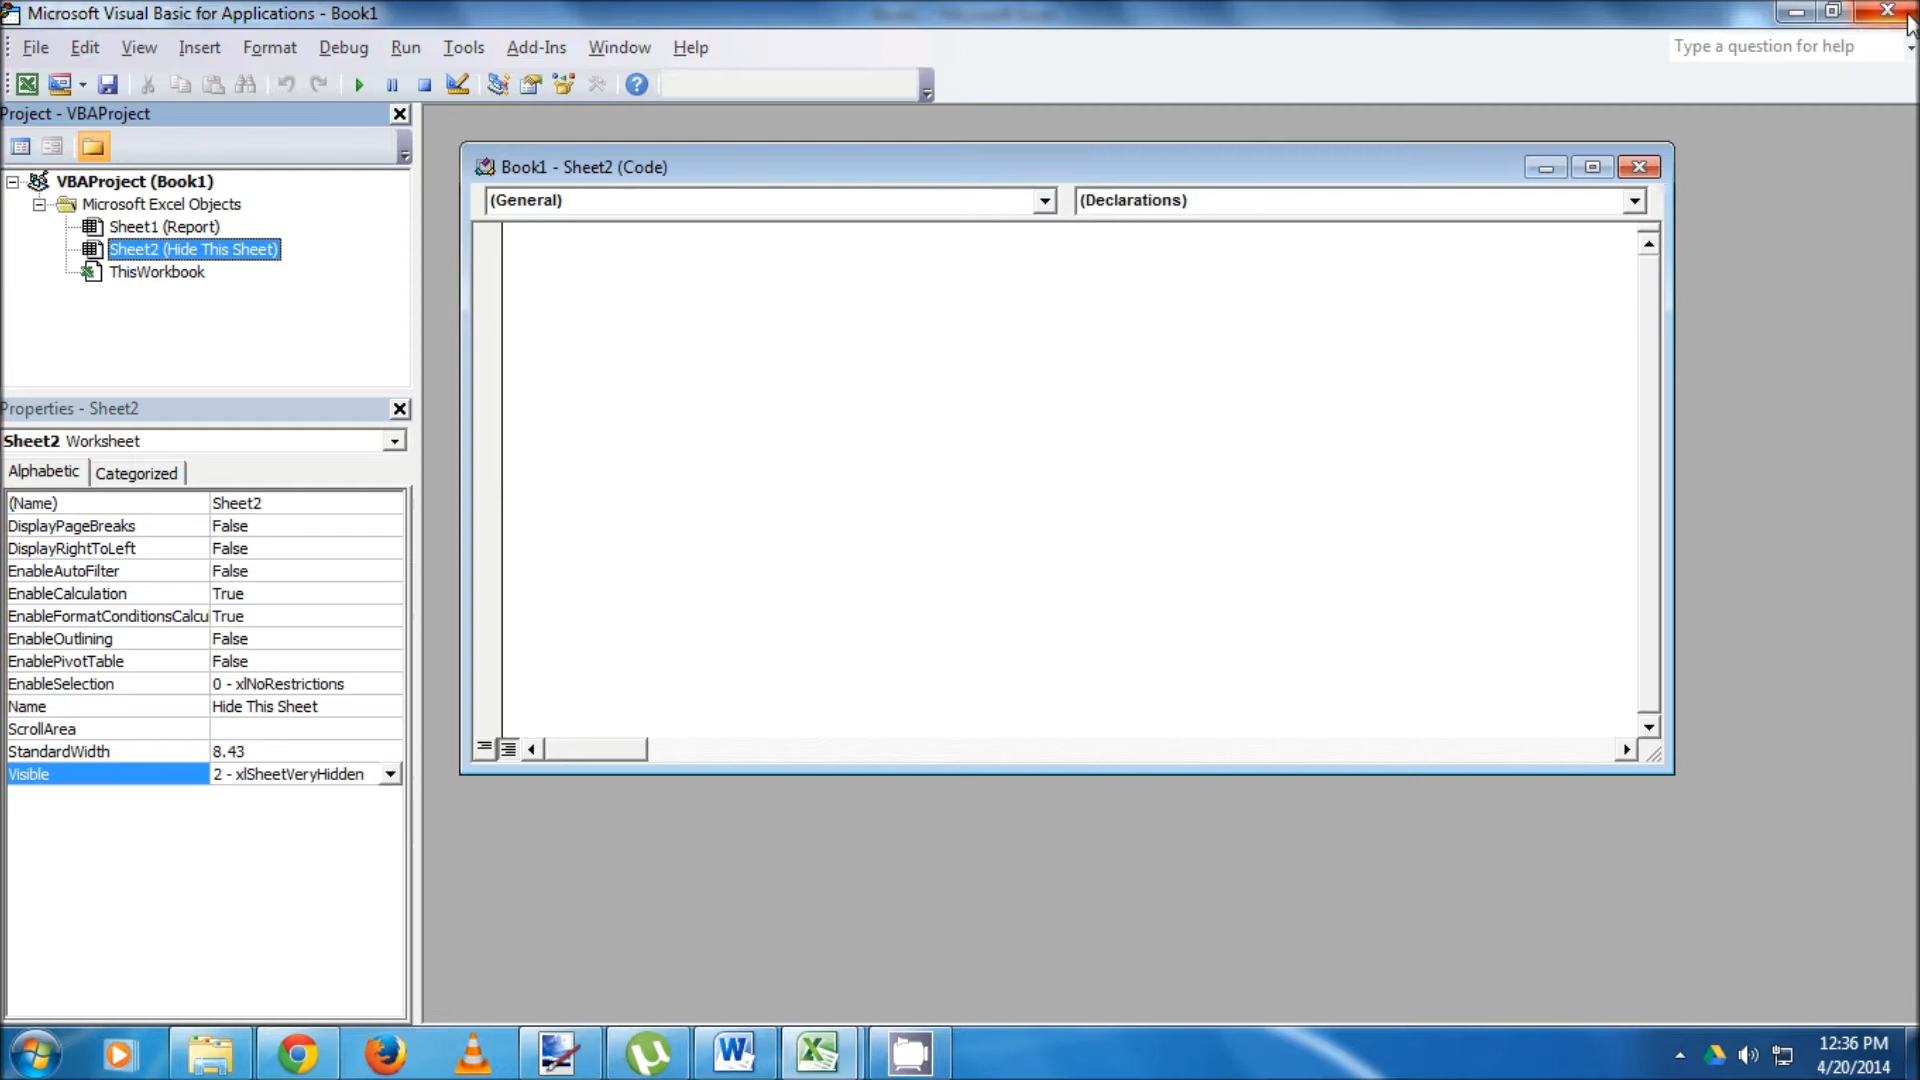 Microsoft Visual Basic for Applications - Book1
File Edit View Insert Format Debug Run Tools Add-Ins Window Help
Type a question for help
Project - VBAProject
VBAProject (Book1)
Microsoft Excel Objects
Sheet1 (Report)
Sheet2 (Hide This Sheet)
ThisWorkbook
Book1 - Sheet2 (Code)
(General)
(Declarations)
Properties - Sheet2
Sheet2 Worksheet
Alphabetic Categorized
(Name) Sheet2
DisplayPageBreaks False
DisplayRightToLeft False
EnableAutoFilter False
EnableCalculation True
EnableFormatConditionsCalcu True
EnableOutlining False
EnablePivotTable False
EnableSelection 0 - xlNoRestrictions
Name Hide This Sheet
ScrollArea
StandardWidth 8.43
Visible 2 - xlSheetVeryHidden
12:36 PM
4/20/2014